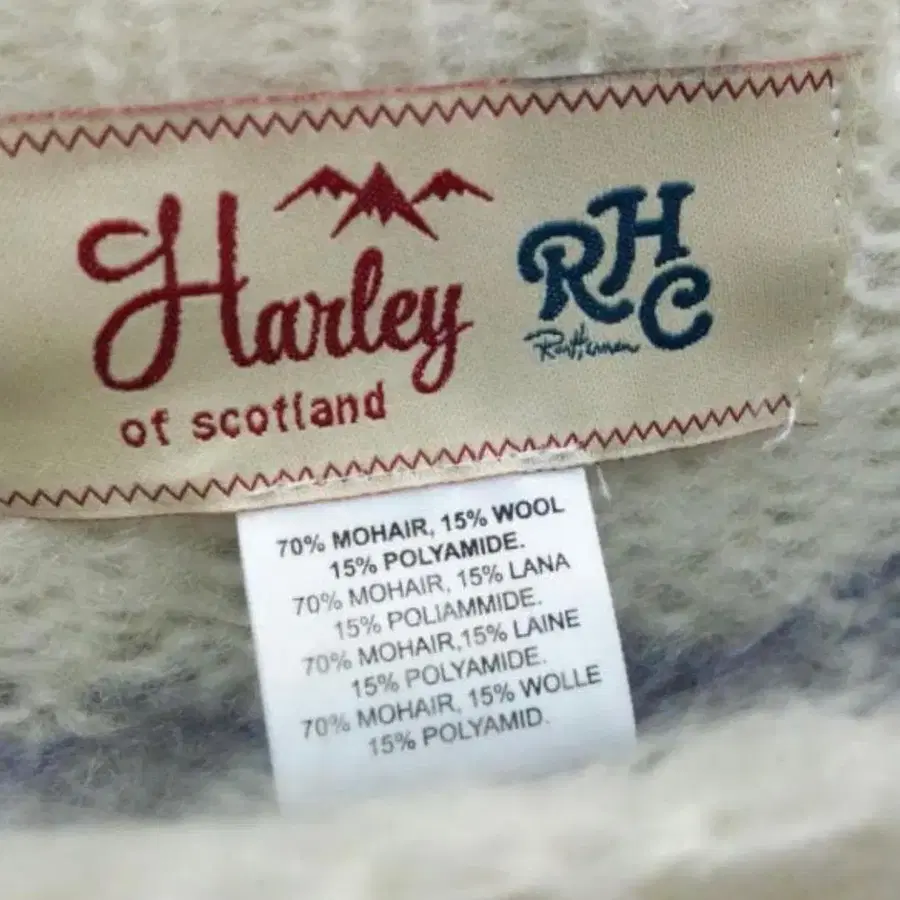 Harley
of scotland
RHC
Ron Herman
70% MOHAIR, 15% WOOL
15% POLYAMIDE.
70% MOHAIR, 15% LANA
15% POLIAMMIDE.
70% MOHAIR,15% LAINE
15% POLYAMIDE.
70% MOHAIR, 15% WOLLE
15% POLYAMID.